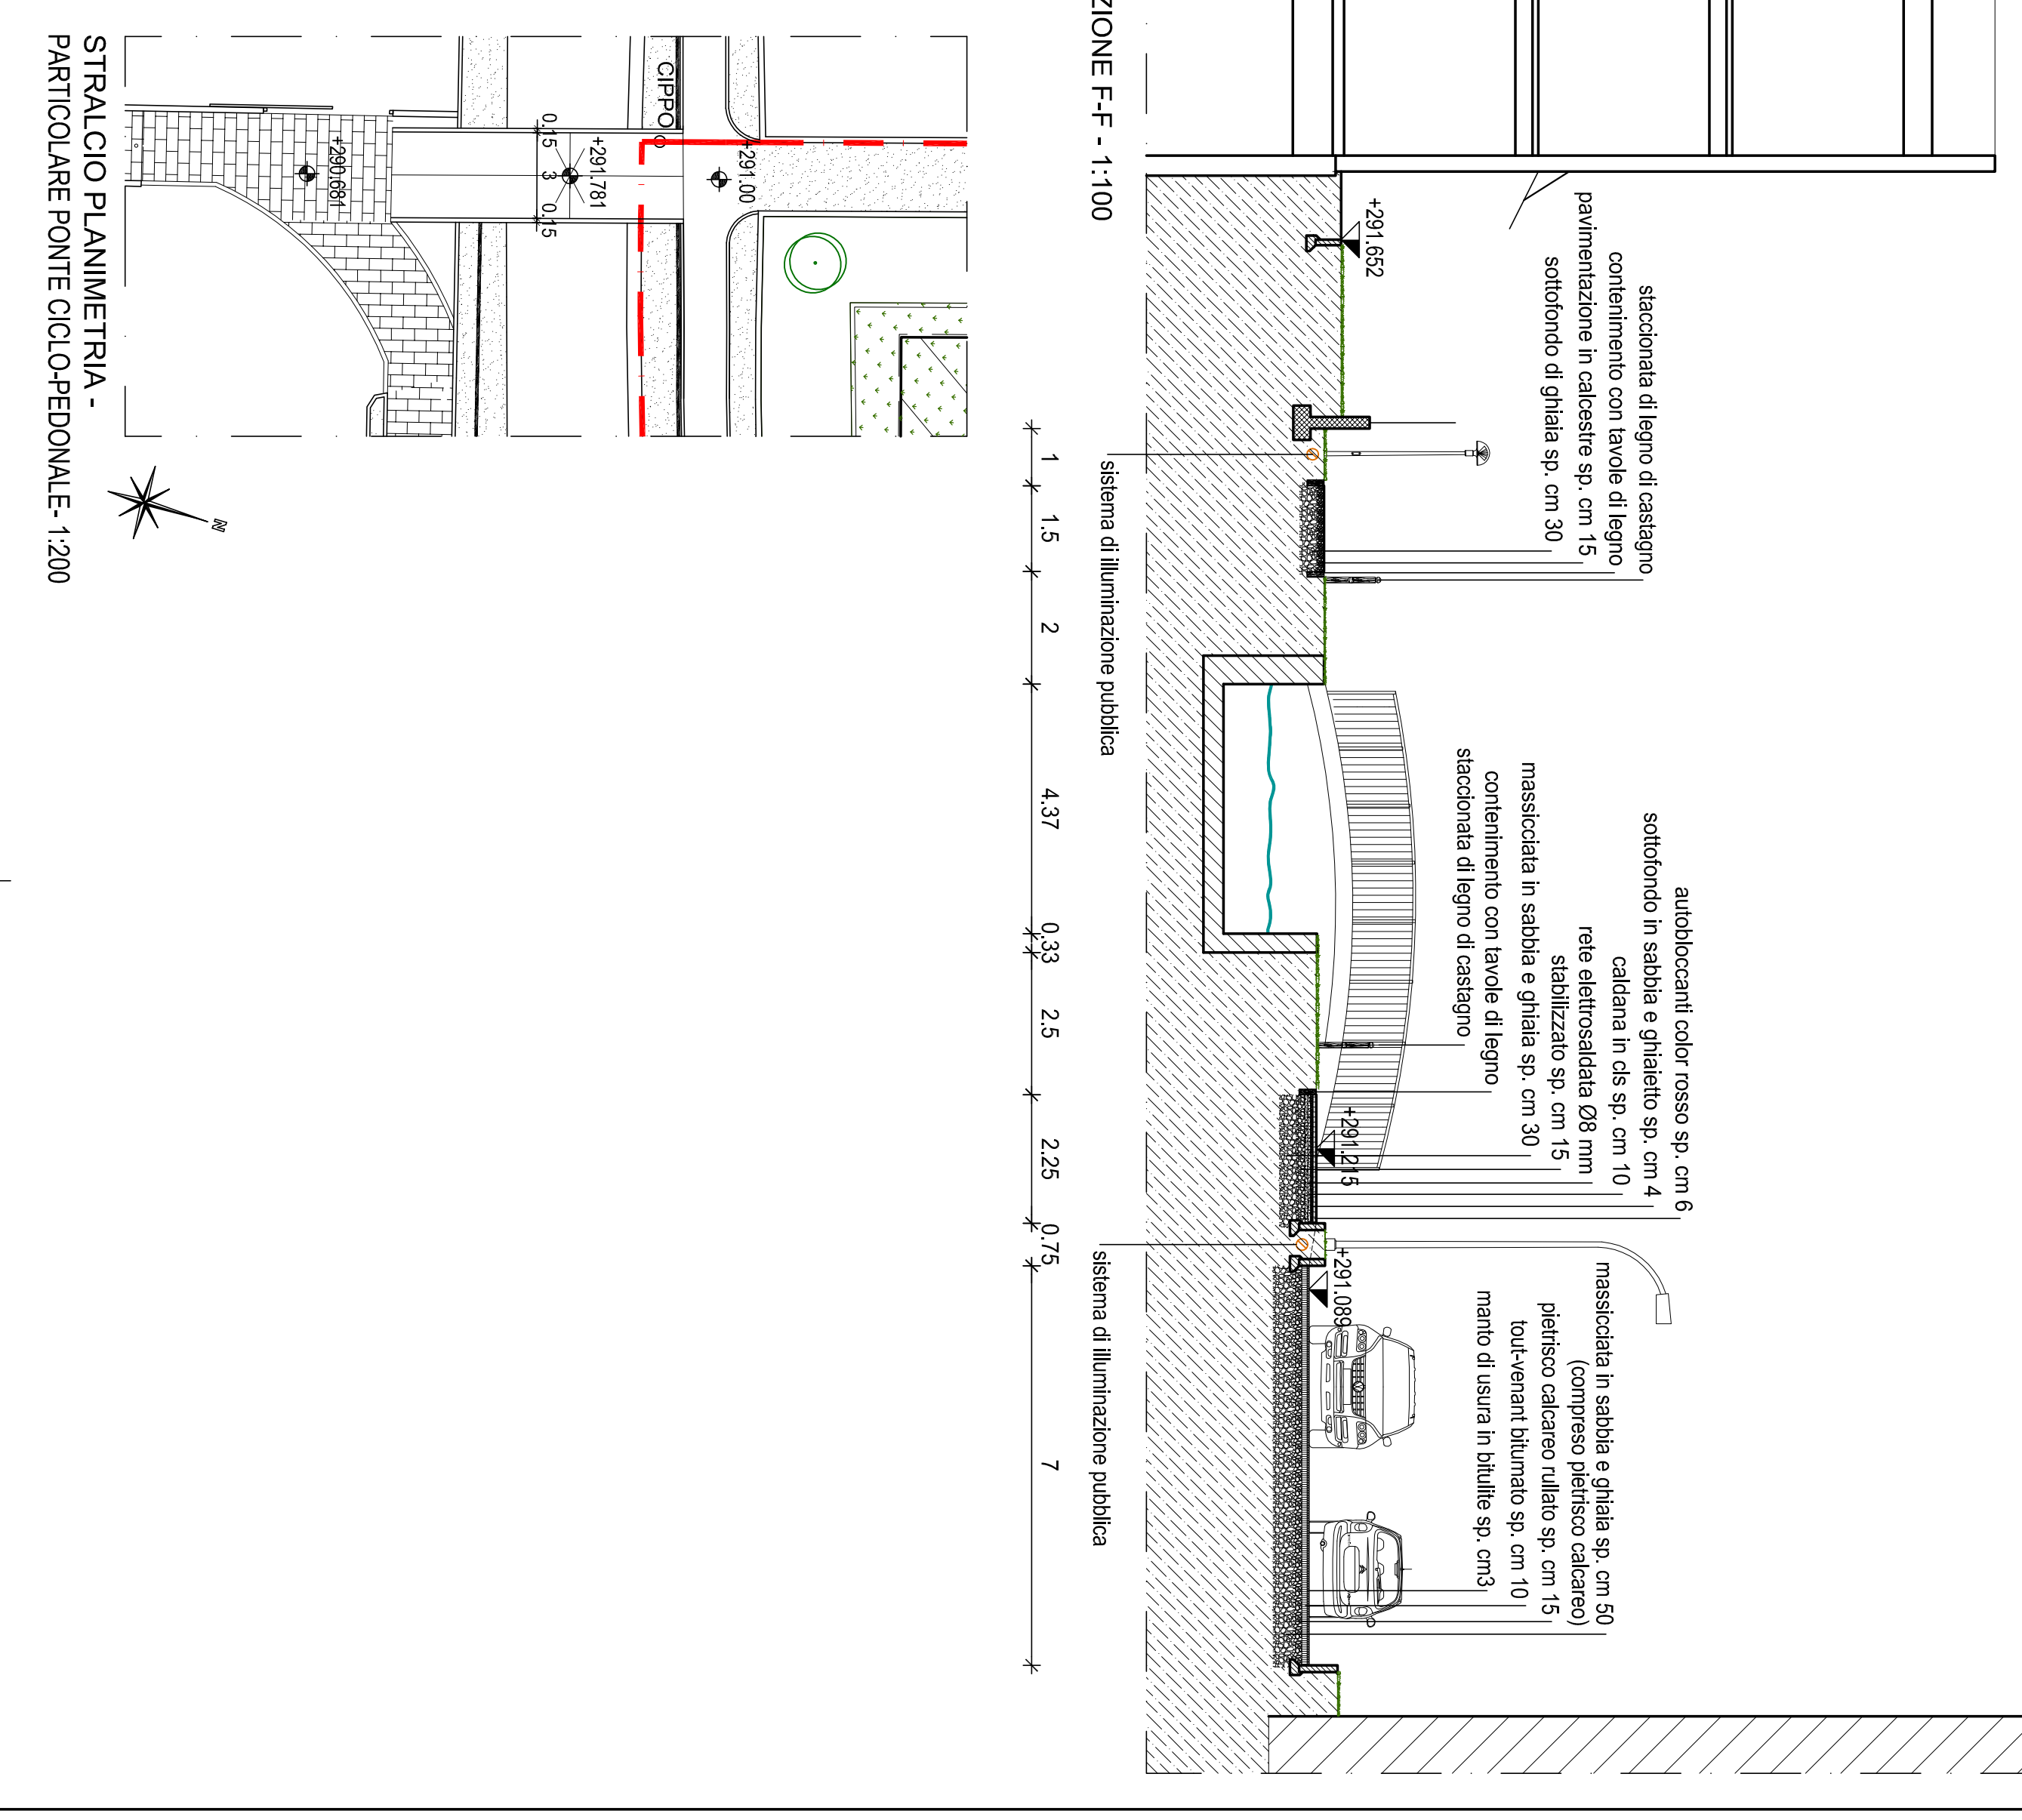 ZIONE F-F - 1:100
+291.652
staccionata di legno di castagno
contenimento con tavole di legno
pavimentazione in calcestre sp. cm 15
sottofondo di ghiaia sp. cm 30
autobloccanti color rosso sp. cm 6
sottofondo in sabbia e ghiaietto sp. cm 4
caldana in cls sp. cm 10
rete elettrosaldata Ø8 mm
stabilizzato sp. cm 15
massicciata in sabbia e ghiaia sp. cm 30
contenimento con tavole di legno
staccionata di legno di castagno
+291.215
+291.089
massicciata in sabbia e ghiaia sp. cm 50
(compreso pietrisco calcareo)
pietrisco calcareo rullato sp. cm 15
tout-venant bitumato sp. cm 10
manto di usura in bitulite sp. cm3
sistema di illuminazione pubblica
sistema di illuminazione pubblica
1 1.5 2 4.37 0.33 2.5 2.25 0.75 7
+291.00
CIPPO
+291.781
0.15 3 0.15
+290.681
N
STRALCIO PLANIMETRIA -
PARTICOLARE PONTE CICLO-PEDONALE- 1:200